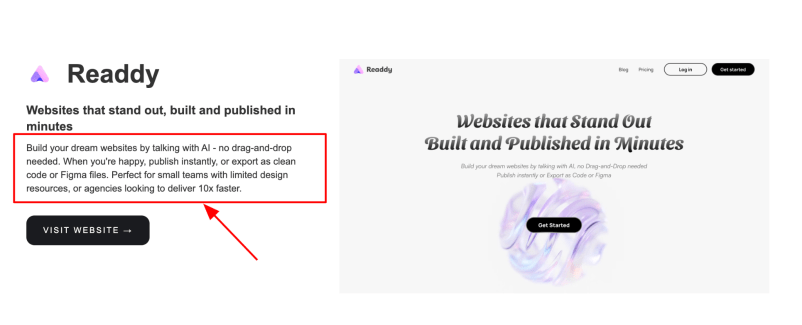 Readdy
Websites that stand out, built and published in
minutes
Build your dream websites by talking with AI - no drag-and-drop
needed. When you're happy, publish instantly, or export as clean
code or Figma files. Perfect for small teams with limited design
resources, or agencies looking to deliver 10x faster.
VISIT WEBSITE →
Readdy
Blog Pricing Log in Get started
Websites that Stand Out
Built and Published in Minutes
Build your dream websites by talking with AI, no Drag-and-Drop needed
Publish instantly or Export as Code or Figma
Get Started